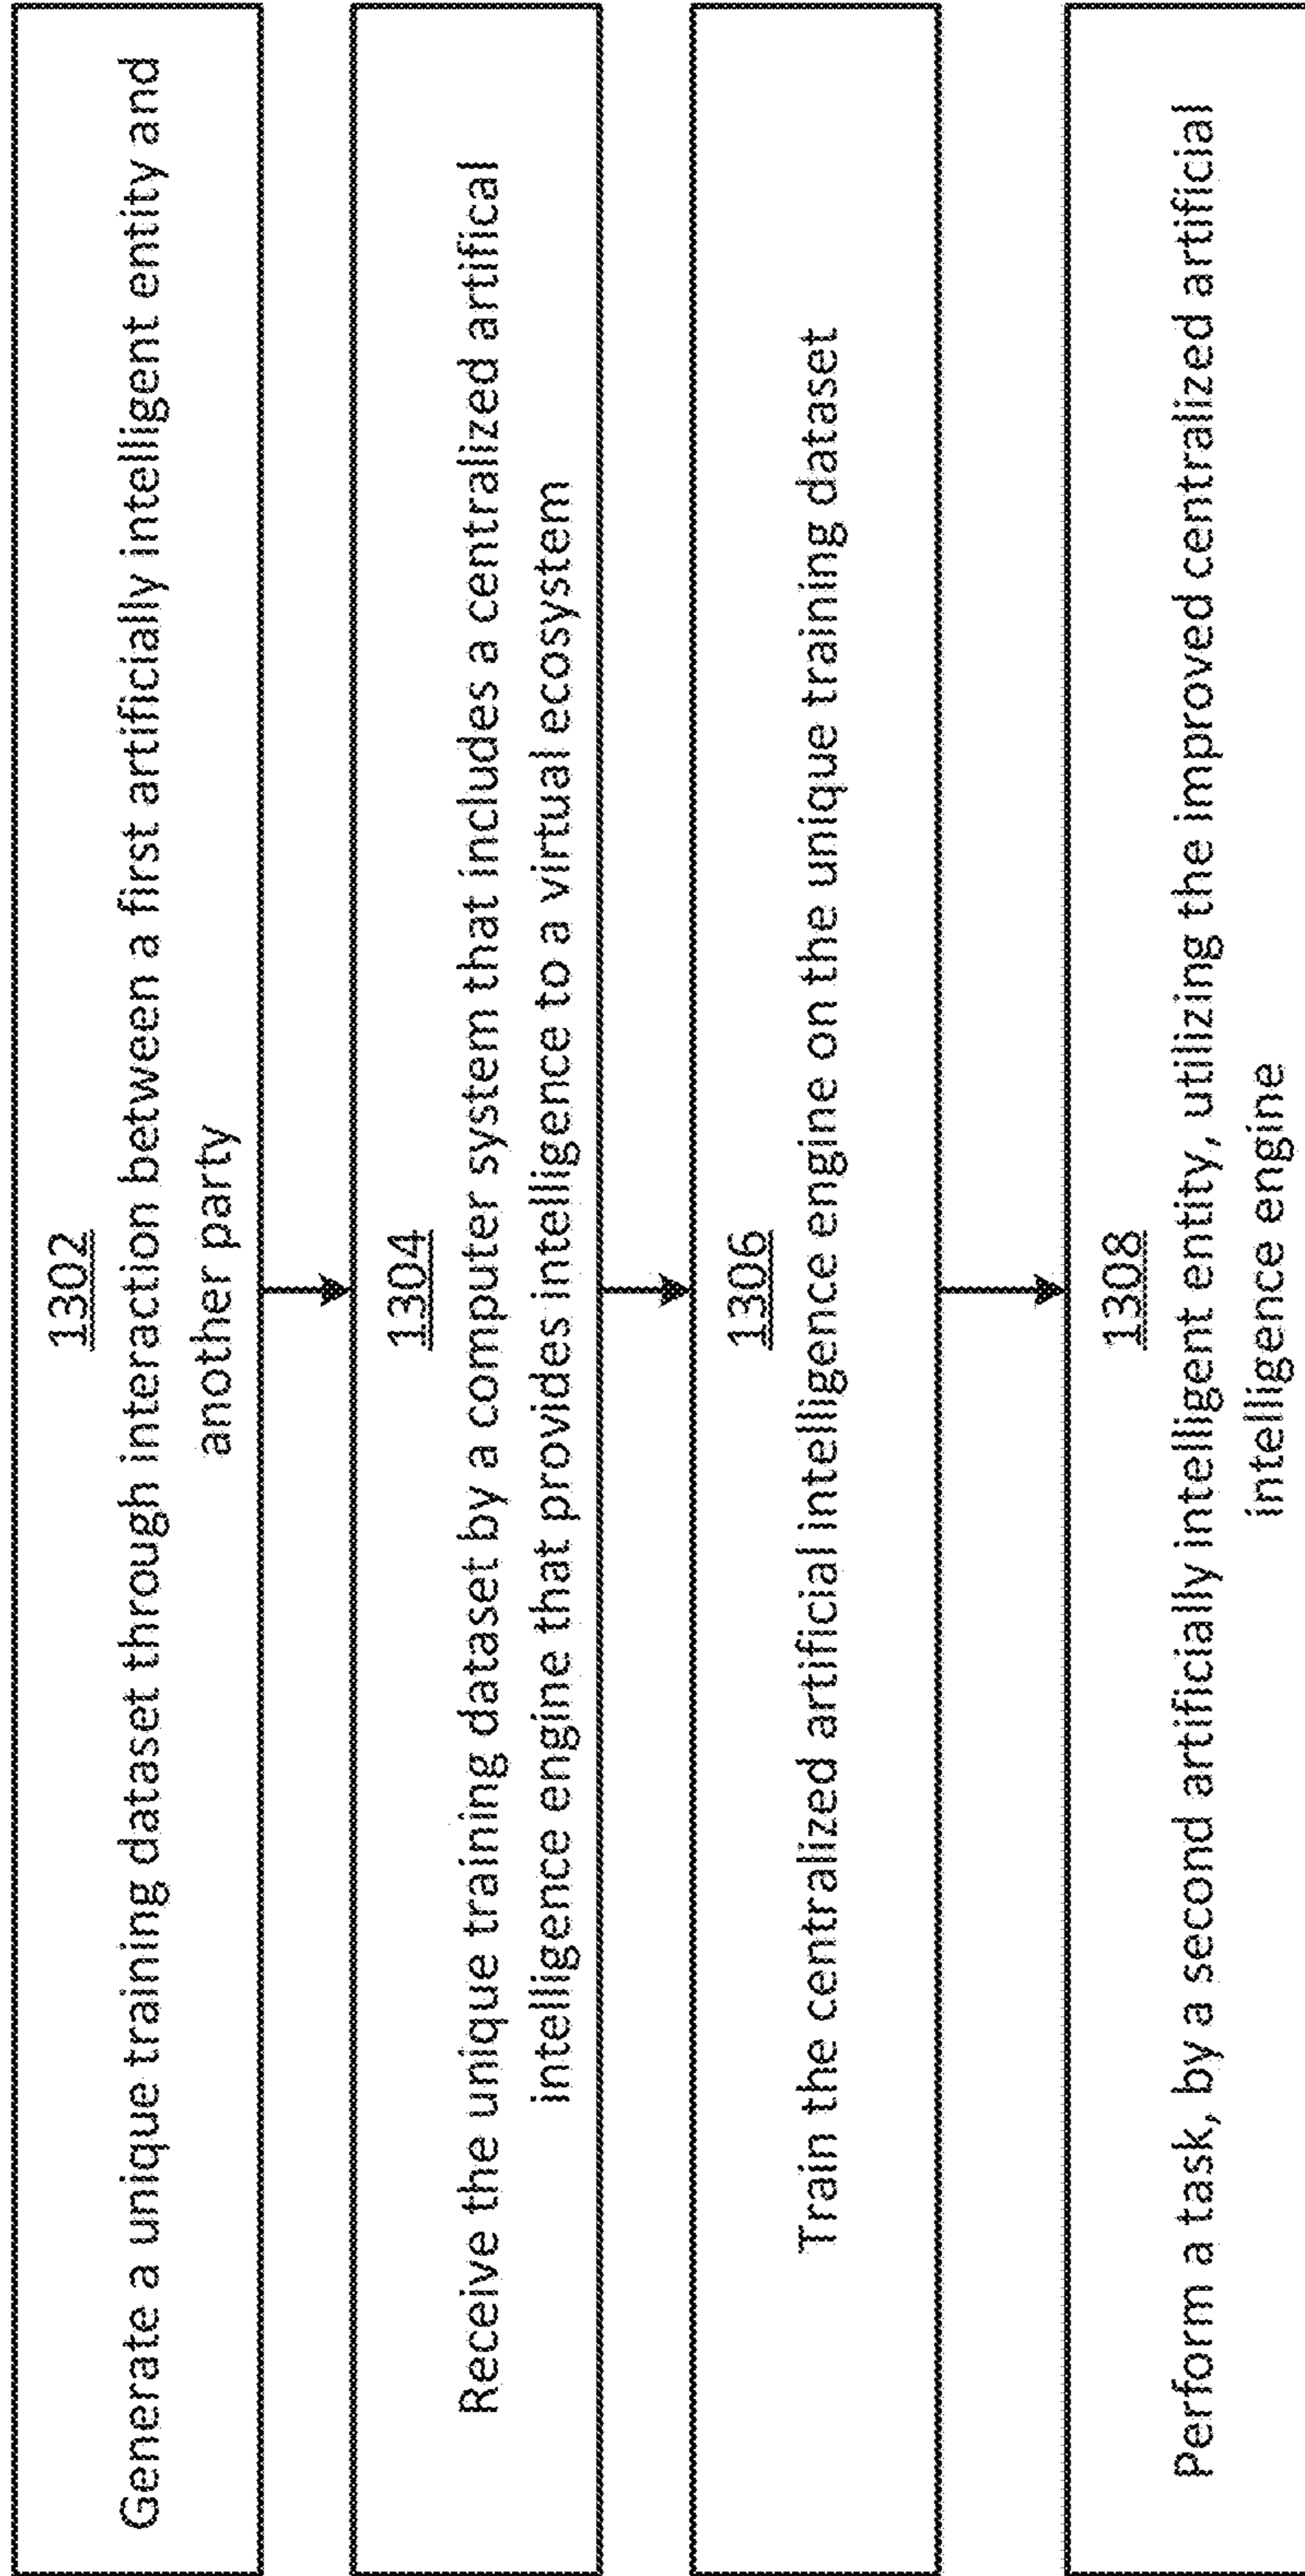 1302
Generate a unique training dataset through interaction between a first artificially intelligent entity and
another party
1304
Receive the unique training dataset by a computer system that includes a centralized artifical
intelligence engine that provides intelligence to a virtual ecosystem
1306
Train the centralized artificial intelligence engine on the unique training dataset
1308
Perform a task, by a second artificially intelligent entity, utilizing the improved centralized artificial
intelligence engine